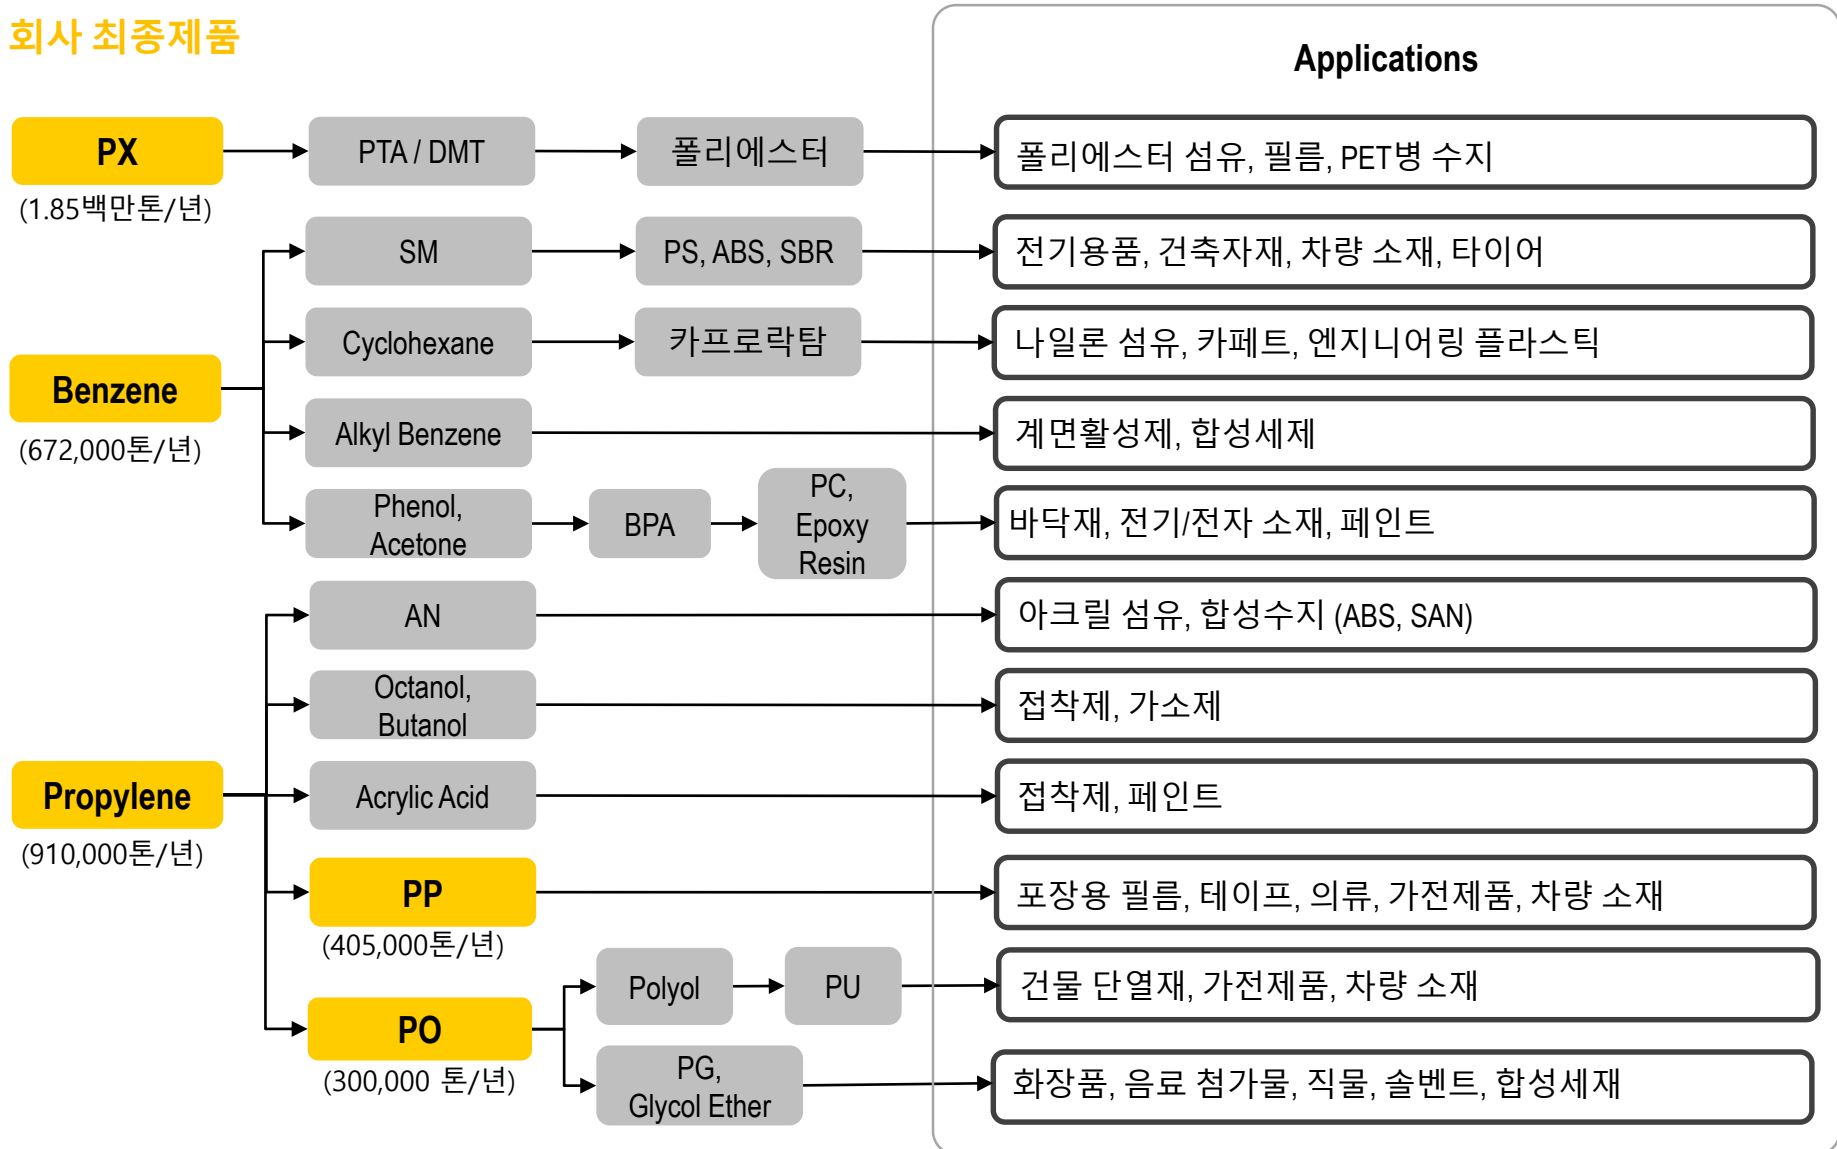 회사 최종제품
Applications
PX
(1.85백만톤/년)
PTA / DMT
폴리에스터
폴리에스터 섬유, 필름, PET병 수지
Benzene
(672,000톤/년)
SM
PS, ABS, SBR
전기용품, 건축자재, 차량 소재, 타이어
Cyclohexane
카프로락탐
나일론 섬유, 카페트, 엔지니어링 플라스틱
Alkyl Benzene
계면활성제, 합성세제
Phenol,
Acetone
BPA
PC,
Epoxy
Resin
바닥재, 전기/전자 소재, 페인트
Propylene
(910,000톤/년)
AN
아크릴 섬유, 합성수지 (ABS, SAN)
Octanol,
Butanol
접착제, 가소제
Acrylic Acid
접착제, 페인트
PP
(405,000톤/년)
포장용 필름, 테이프, 의류, 가전제품, 차량 소재
PO
(300,000 톤/년)
Polyol
PU
건물 단열재, 가전제품, 차량 소재
PG,
Glycol Ether
화장품, 음료 첨가물, 직물, 솔벤트, 합성세재